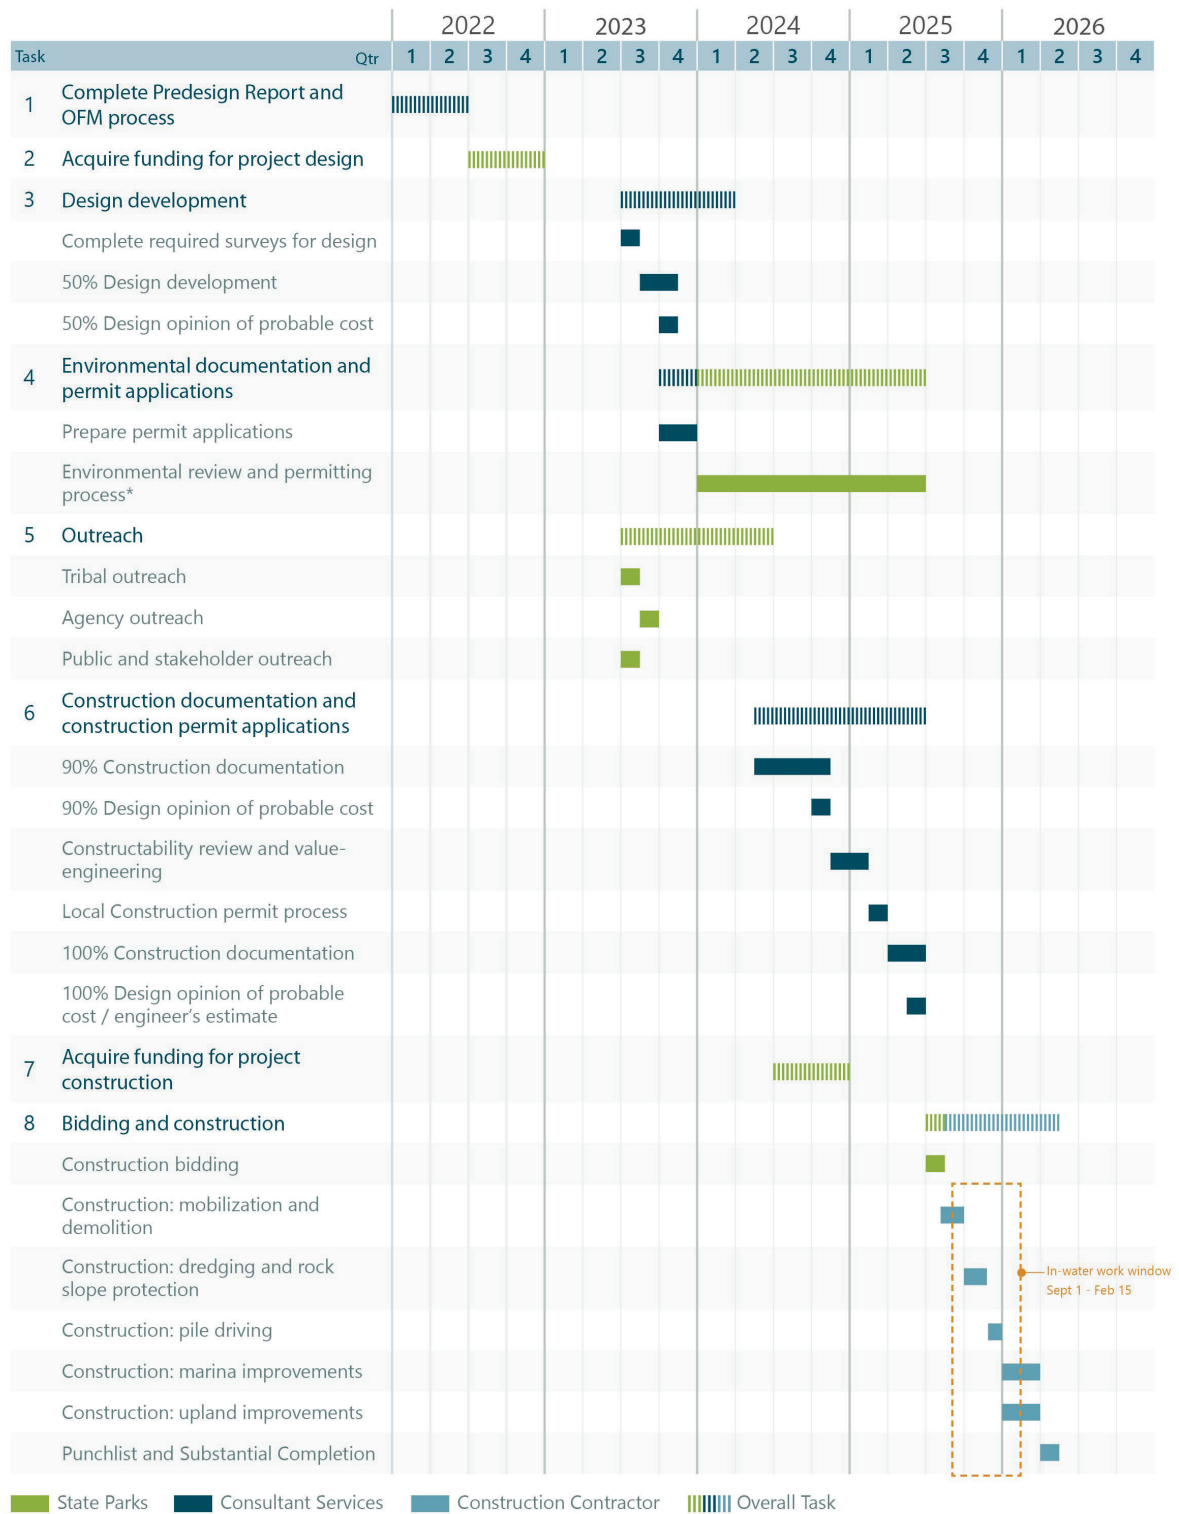 2022 2023 2024 2025 2026
Task Qtr 1 2 3 4 1 2 3 4 1 2 3 4 1 2 3 4 1 2 3 4
1 Complete Predesign Report and
OFM process
2 Acquire funding for project design
3 Design development
Complete required surveys for design
50% Design development
50% Design opinion of probable cost
4 Environmental documentation and
permit applications
Prepare permit applications
Environmental review and permitting
process*
5 Outreach
Tribal outreach
Agency outreach
Public and stakeholder outreach
6 Construction documentation and
construction permit applications
90% Construction documentation
90% Design opinion of probable cost
Constructability review and value-
engineering
Local Construction permit process
100% Construction documentation
100% Design opinion of probable
cost / engineer's estimate
7 Acquire funding for project
construction
8 Bidding and construction
Construction bidding
Construction: mobilization and
demolition
Construction: dredging and rock
slope protection
In-water work window
Sept 1 - Feb 15
Construction: pile driving
Construction: marina improvements
Construction: upland improvements
Punchlist and Substantial Completion
State Parks Consultant Services Construction Contractor Overall Task